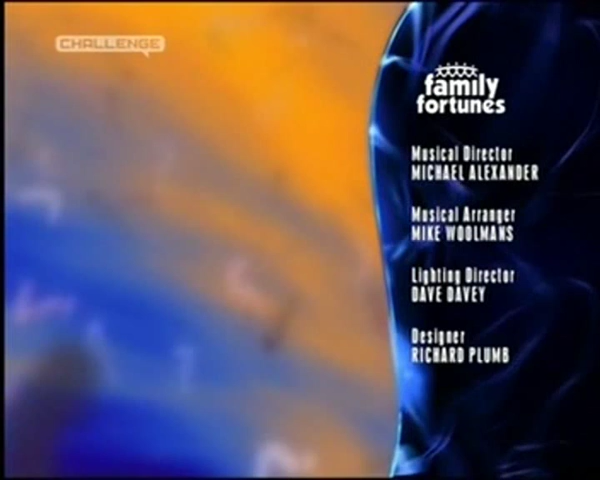 CHALLENGE
family
fortunes
Musical Director
MICHAEL ALEXANDER
Musical Arranger
MIKE WOOLMANS
Lighting Director
DAVE DAVEY
Designer
RICHARD PLUMB